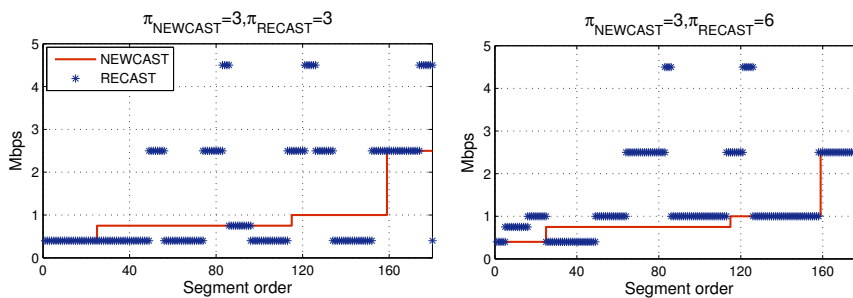 π_NEWCAST=3,π_RECAST=3
5
4
3
2
1
0
Mbps
NEWCAST
RECAST
0 40 80 120 160
Segment order
π_NEWCAST=3,π_RECAST=6
5
4
3
2
1
0
Mbps
0 40 80 120 160
Segment order